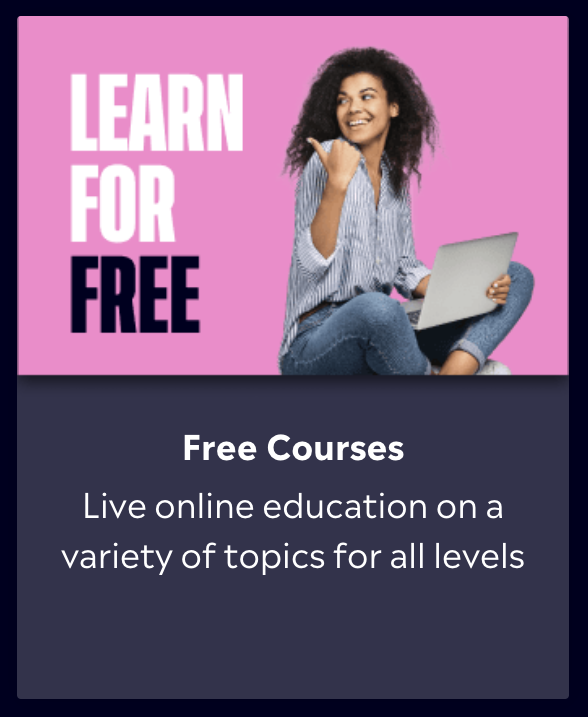 LEARN
FOR
FREE
Free Courses
Live online education on a
variety of topics for all levels